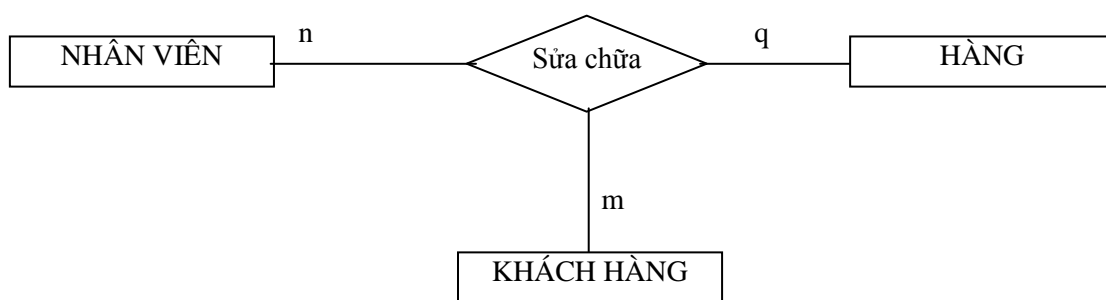 n
q
NHÂN VIÊN
Sửa chữa
HÀNG
m
KHÁCH HÀNG